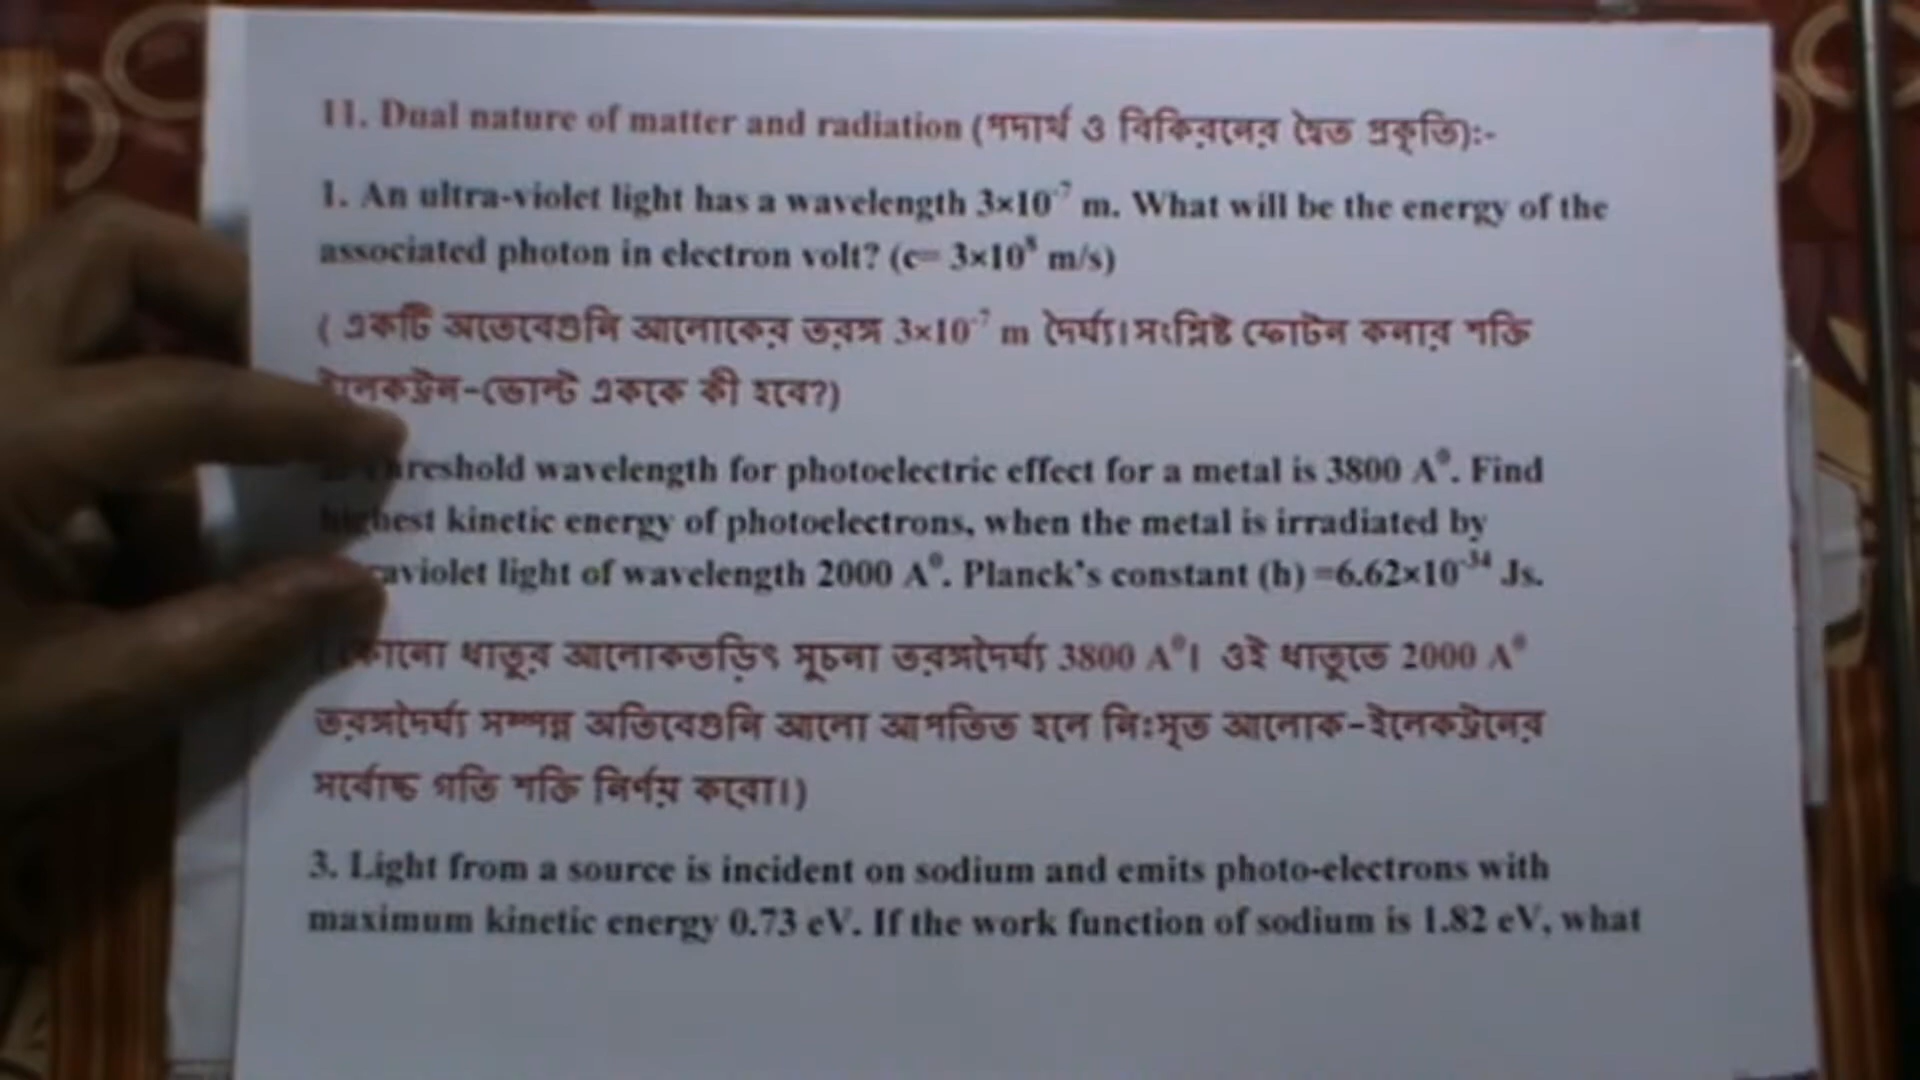 11. Dual nature of matter and radiation (পদার্থ ও বিকিরনের দ্বৈত প্রকৃতি):-
1. An ultra-violet light has a wavelength 3×10⁻⁷ m. What will be the energy of the
associated photon in electron volt? (c= 3×10⁸ m/s)
( একটি অতেবেগুনি আলোকের তরঙ্গ 3×10⁻⁷ m দৈর্ঘ্য। সংশ্লিষ্ট ফোটন কনার শক্তি
ইলেকট্রন-ভোল্ট এককে কী হবে?)
reshold wavelength for photoelectric effect for a metal is 3800 A⁰. Find
highest kinetic energy of photoelectrons, when the metal is irradiated by
aviolet light of wavelength 2000 A⁰. Planck's constant (h) =6.62×10⁻³⁴ Js.
কোনো ধাতুর আলোকতড়িৎ সূচনা তরঙ্গদৈর্ঘ্য 3800 A⁰। ওই ধাতুতে 2000 A⁰
তরঙ্গদৈর্ঘ্য সম্পন্ন অতিবেগুনি আলো আপতিত হলে নিঃসৃত আলোক-ইলেকট্রনের
সর্বোচ্চ গতি শক্তি নির্ণয় করো।)
3. Light from a source is incident on sodium and emits photo-electrons with
maximum kinetic energy 0.73 eV. If the work function of sodium is 1.82 eV, what